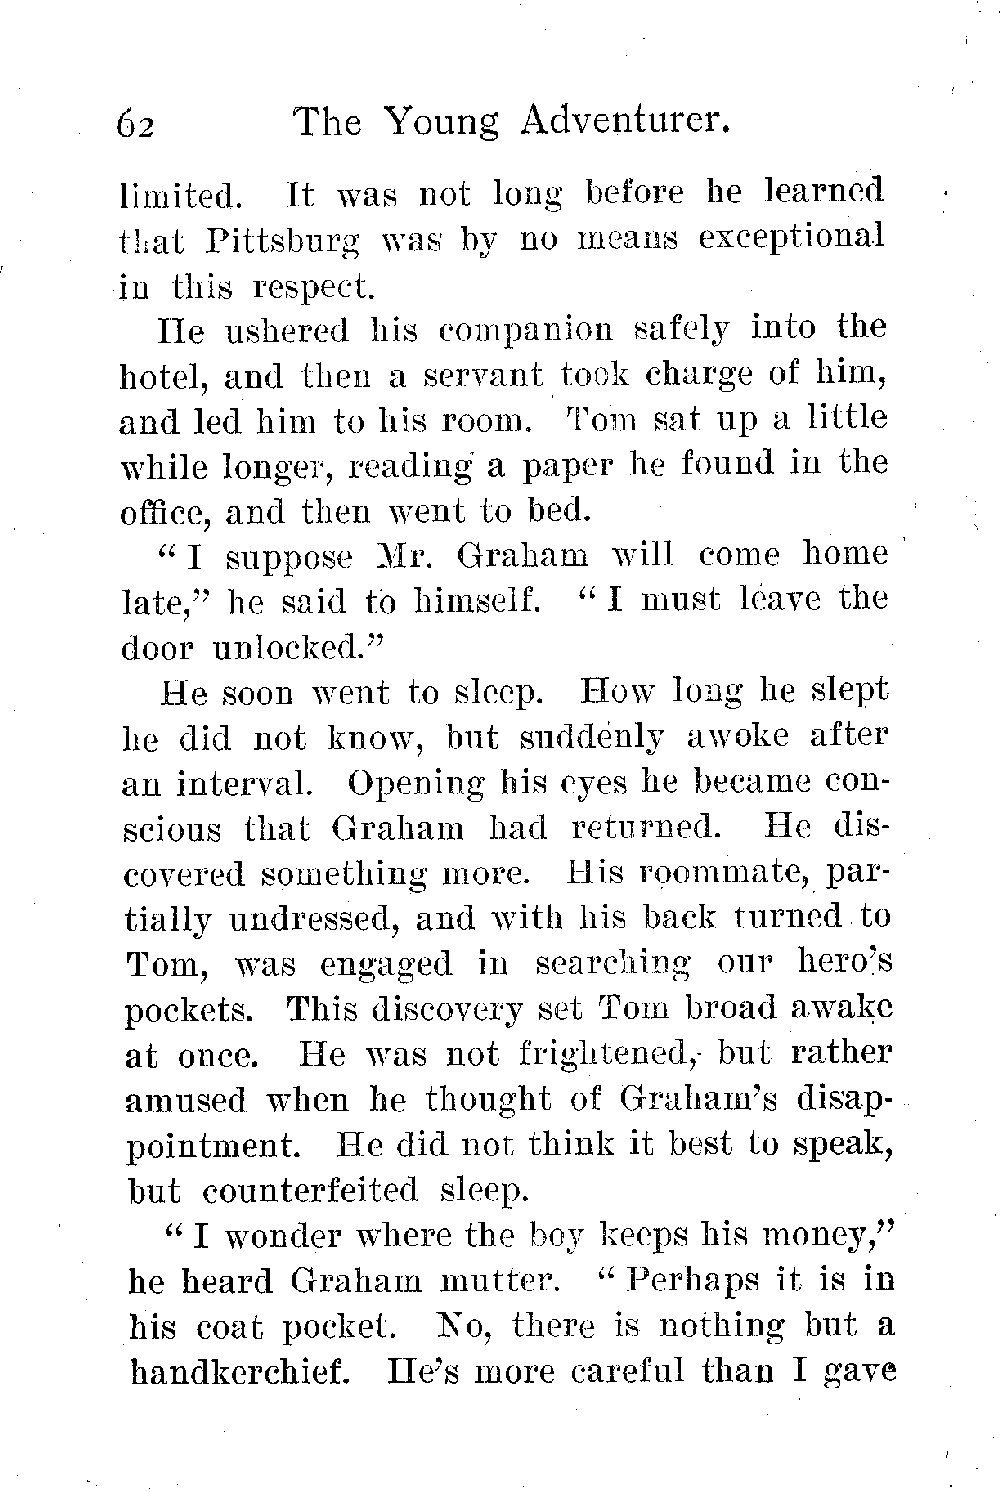 62 The Young Adventurer.
limited. It was not long before he learned
that Pittsburg was by no means exceptional
in this respect.
He ushered his companion safely into the
hotel, and then a servant took charge of him,
and led him to his room. Tom sat up a little
while longer, reading a paper he found in the
office, and then went to bed.
“I suppose Mr. Graham will come home
late,” he said to himself. “I must leave the
door unlocked.”
He soon went to sleep. How long he slept
he did not know, but suddenly awoke after
an interval. Opening his eyes he became con-
scious that Graham had returned. He dis-
covered something more. His roommate, par-
tially undressed, and with his back turned to
Tom, was engaged in searching our hero’s
pockets. This discovery set Tom broad awake
at once. He was not frightened, but rather
amused when he thought of Graham’s disap-
pointment. He did not think it best to speak,
but counterfeited sleep.
“I wonder where the boy keeps his money,”
he heard Graham mutter. “Perhaps it is in
his coat pocket. No, there is nothing but a
handkerchief. He’s more careful than I gave